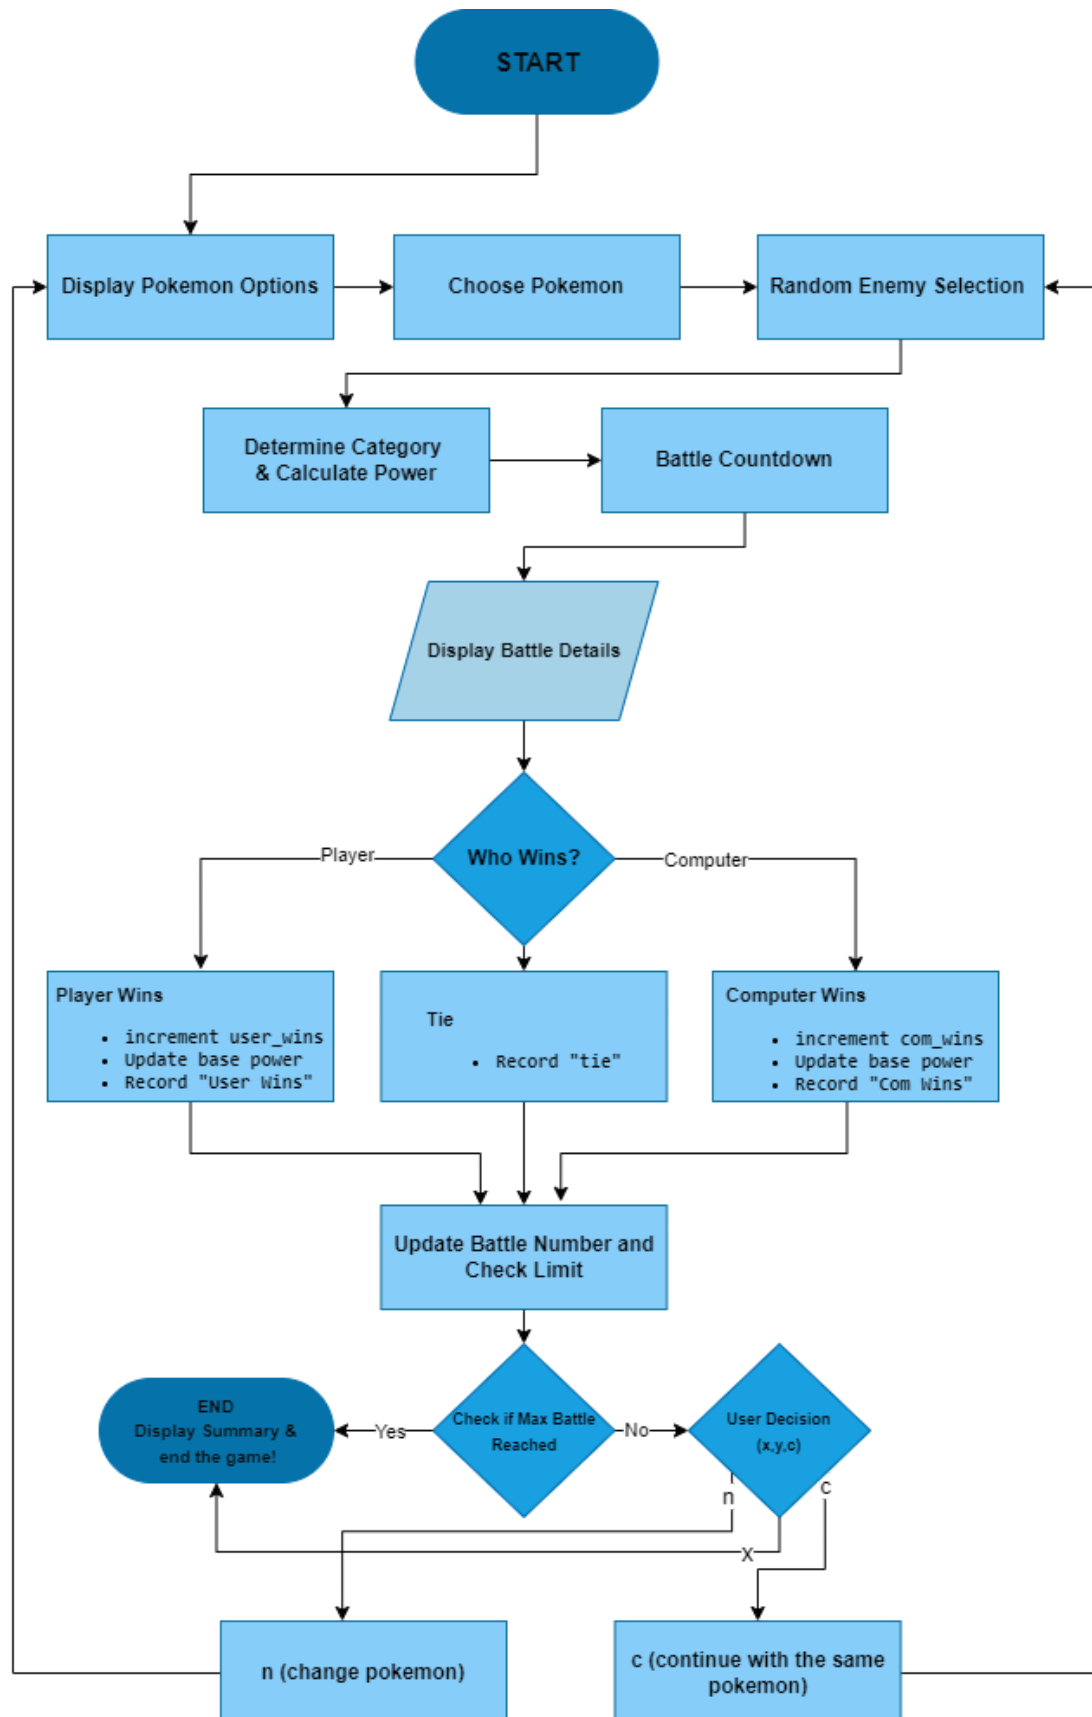 START
Display Pokemon Options
Choose Pokemon
Random Enemy Selection
Determine Category
& Calculate Power
Battle Countdown
Display Battle Details
Who Wins?
Player
Computer
Player Wins
• increment user_wins
• Update base power
• Record "User Wins"
Tie
• Record "tie"
Computer Wins
• increment com_wins
• Update base power
• Record "Com Wins"
Update Battle Number and
Check Limit
END
Display Summary &
end the game!
Yes
Check if Max Battle
Reached
No
User Decision
(x,y,c)
n
c
x
n (change pokemon)
c (continue with the same
pokemon)